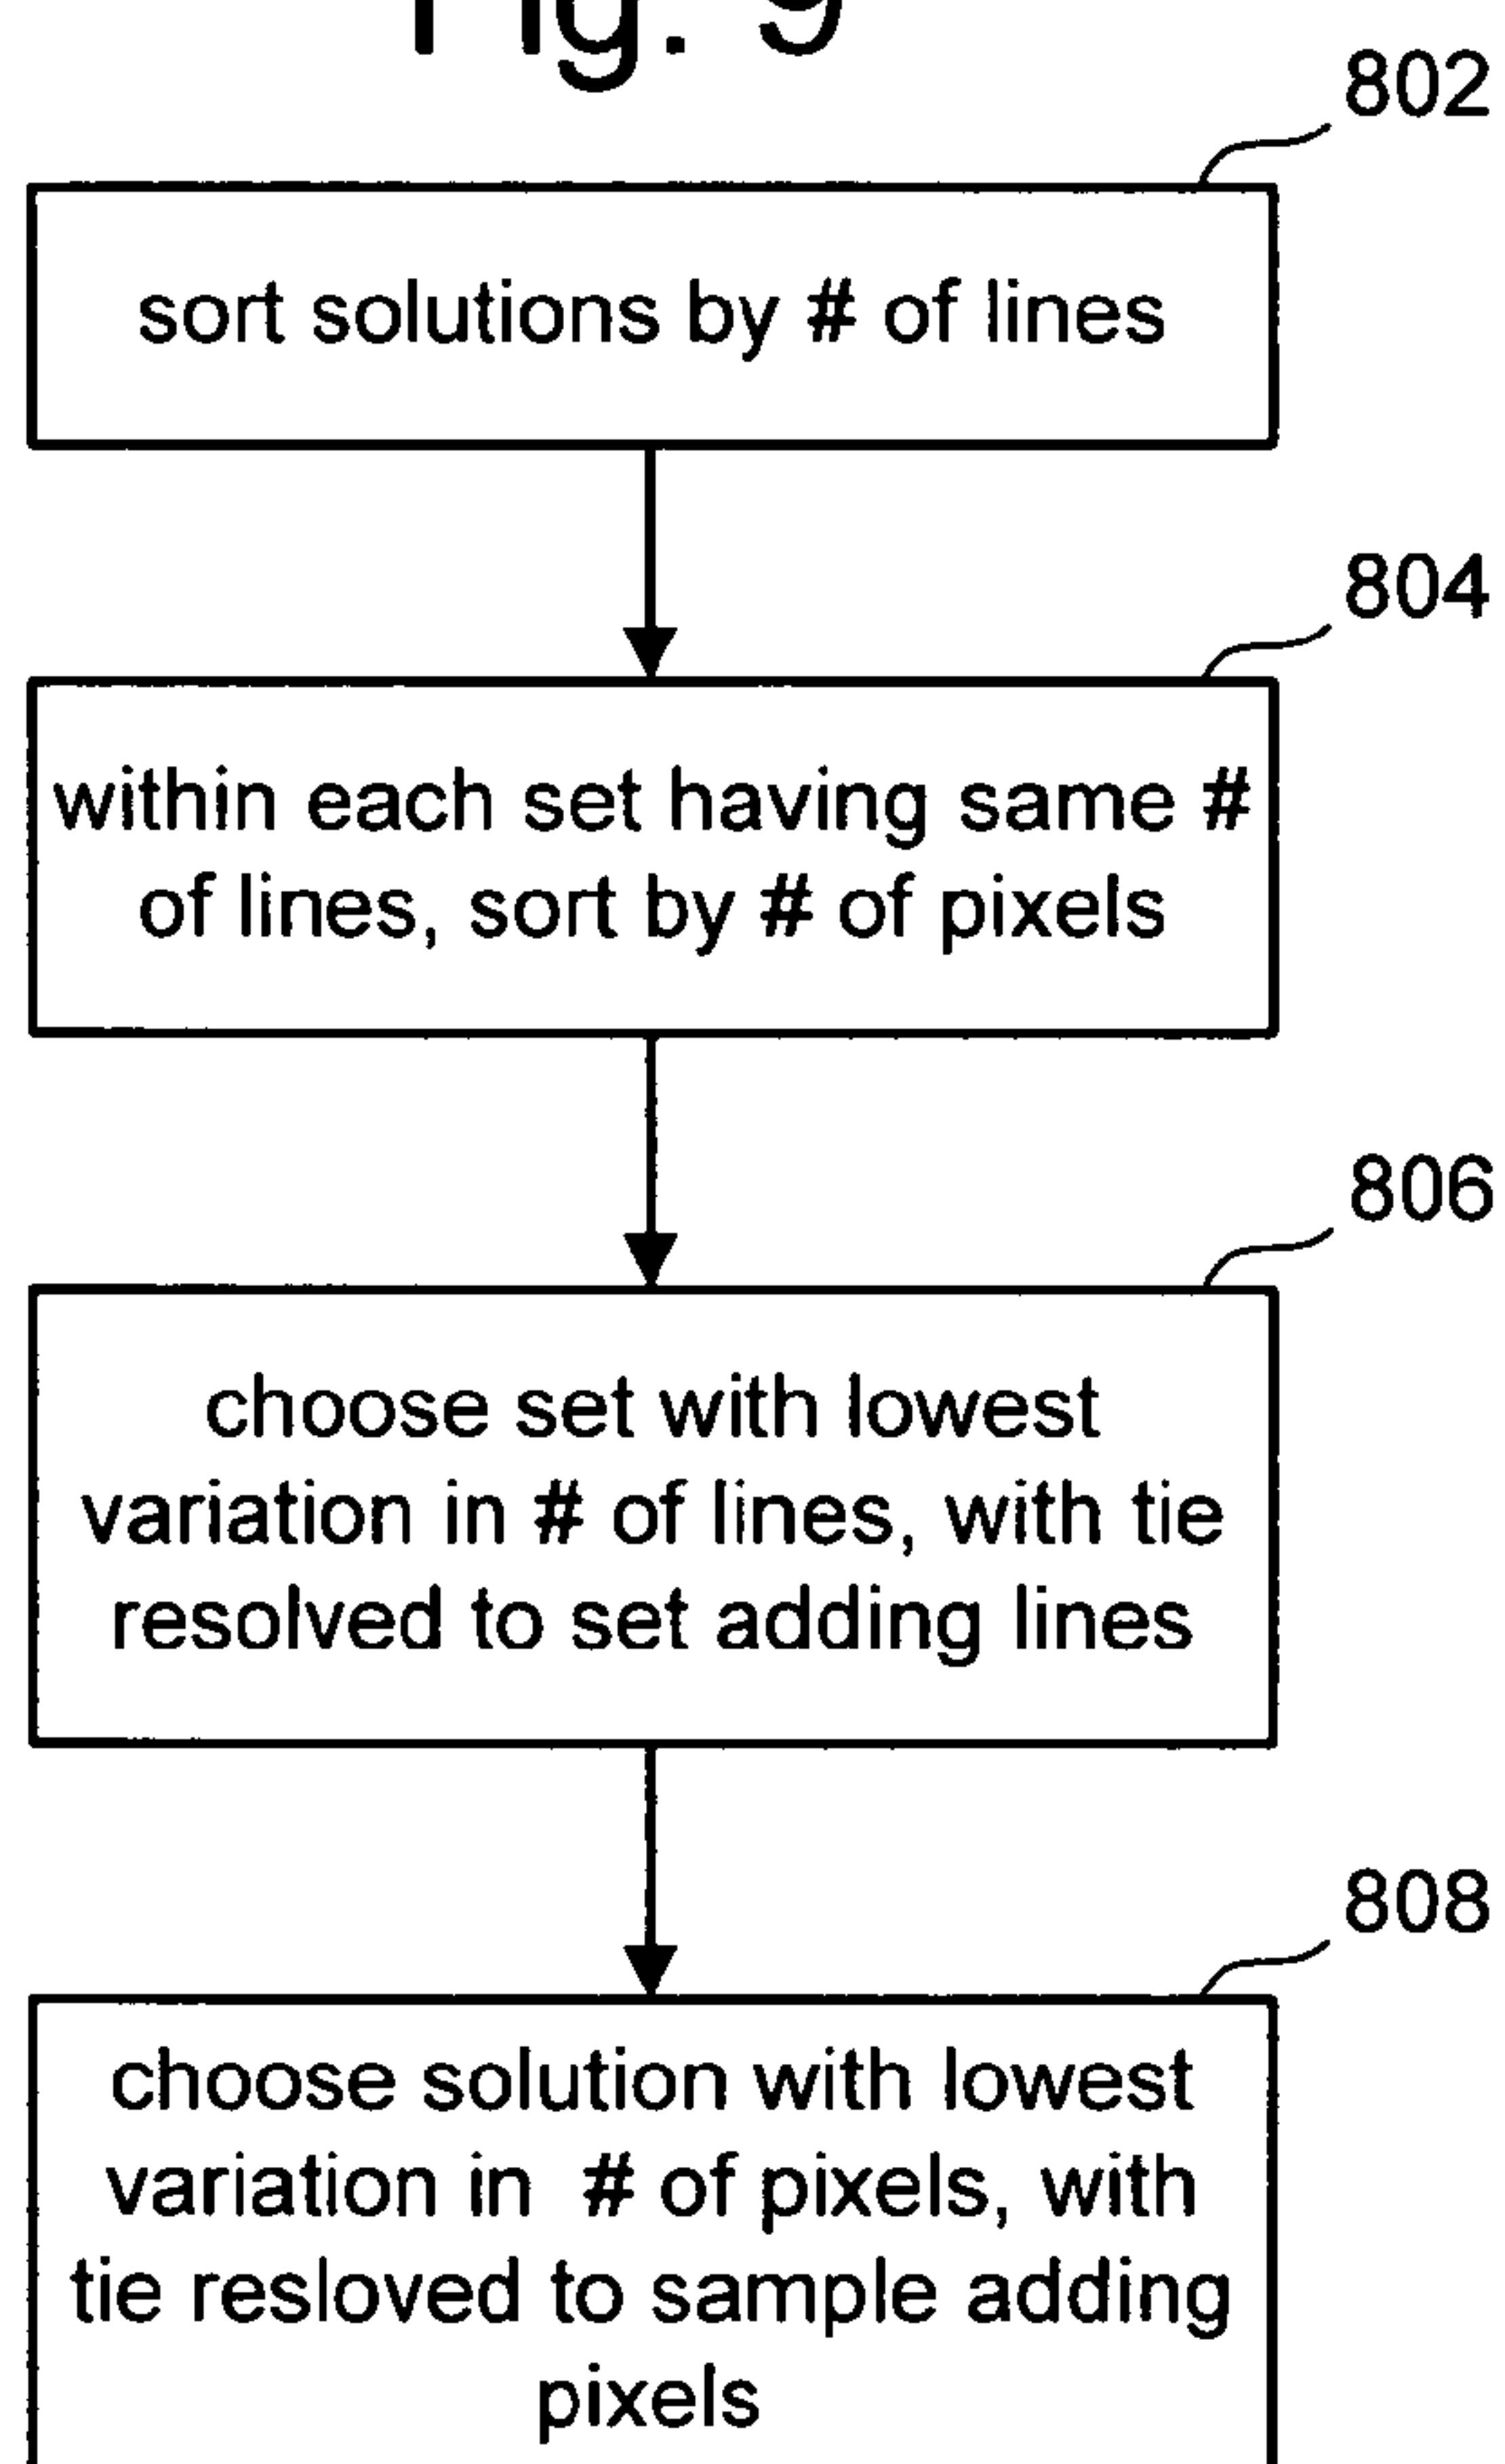 Fig. 9
802
sort solutions by # of lines
804
within each set having same #
of lines, sort by # of pixels
806
choose set with lowest
variation in # of lines, with tie
resolved to set adding lines
808
choose solution with lowest
variation in # of pixels, with
tie resloved to sample adding
pixels